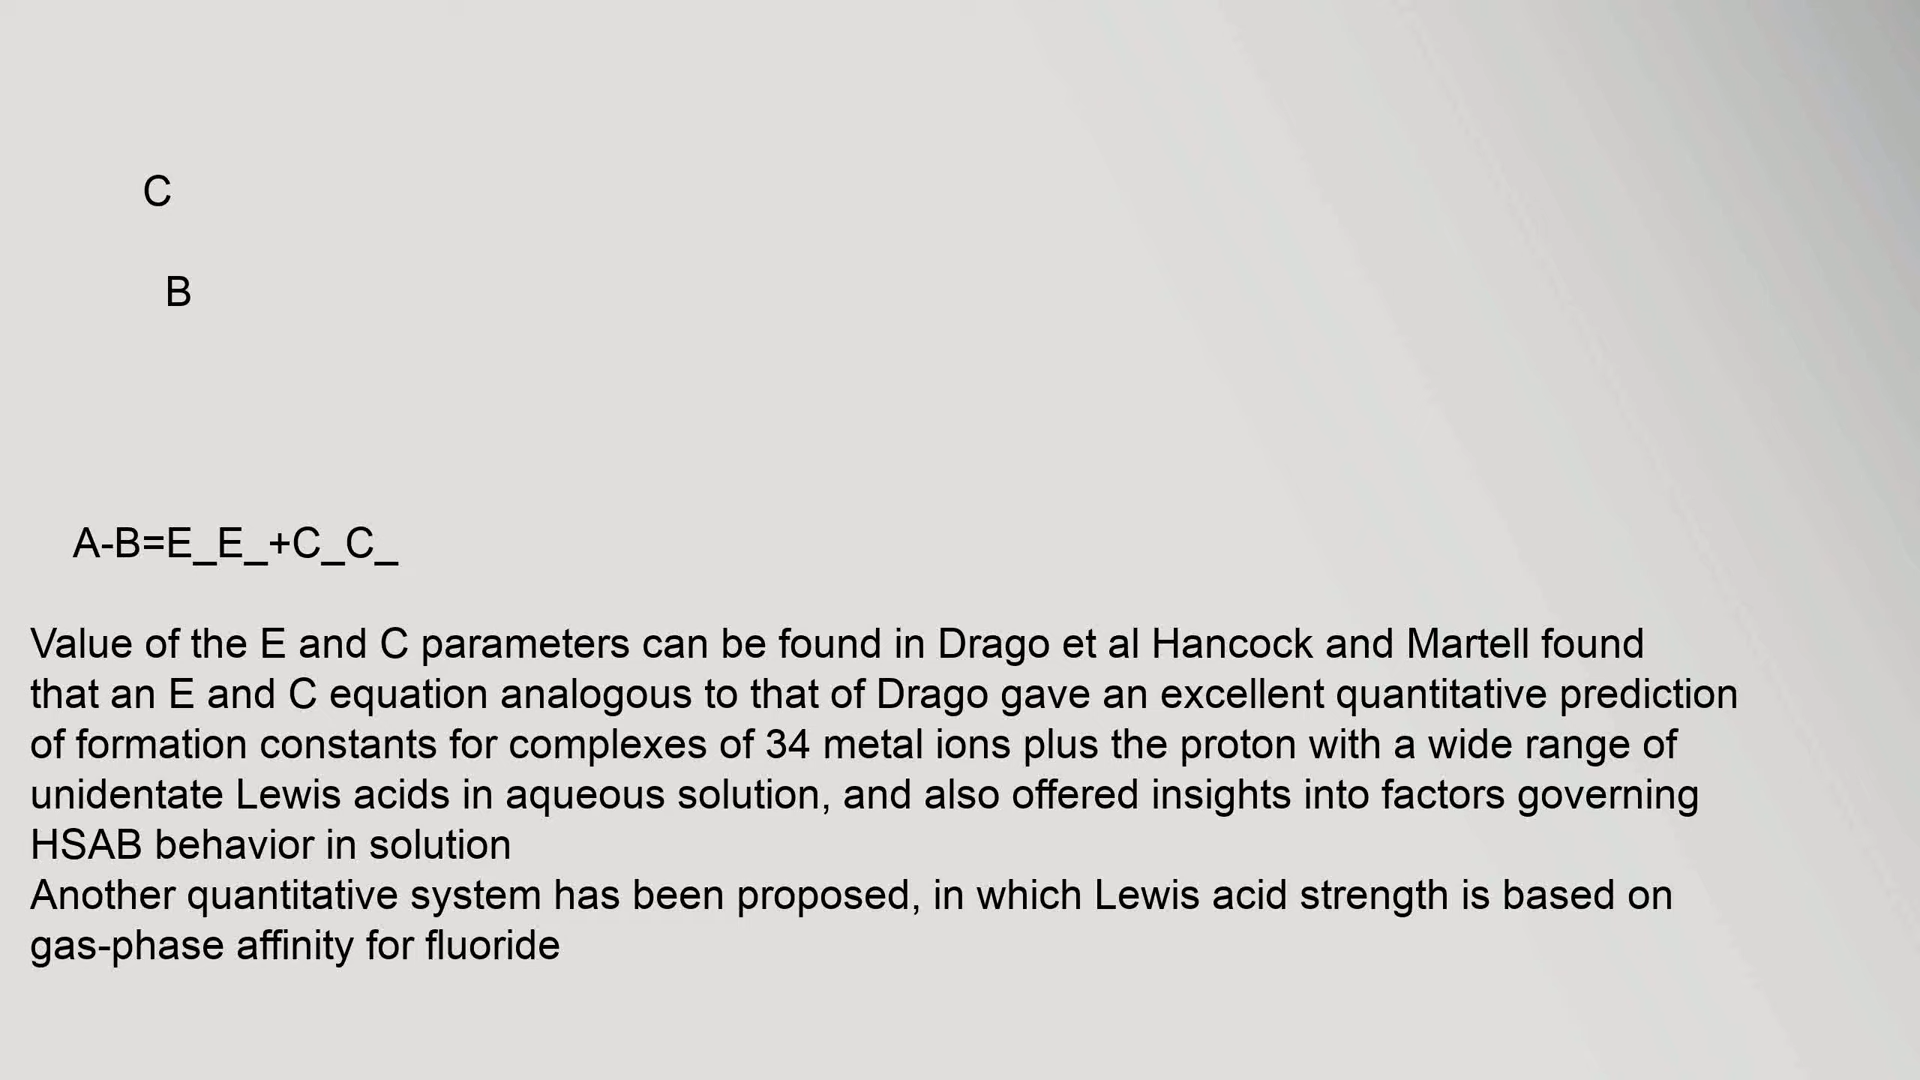 C
B
A-B=E_E_+C_C_
Value of the E and C parameters can be found in Drago et al Hancock and Martell found
that an E and C equation analogous to that of Drago gave an excellent quantitative prediction
of formation constants for complexes of 34 metal ions plus the proton with a wide range of
unidentate Lewis acids in aqueous solution, and also offered insights into factors governing
HSAB behavior in solution
Another quantitative system has been proposed, in which Lewis acid strength is based on
gas-phase affinity for fluoride